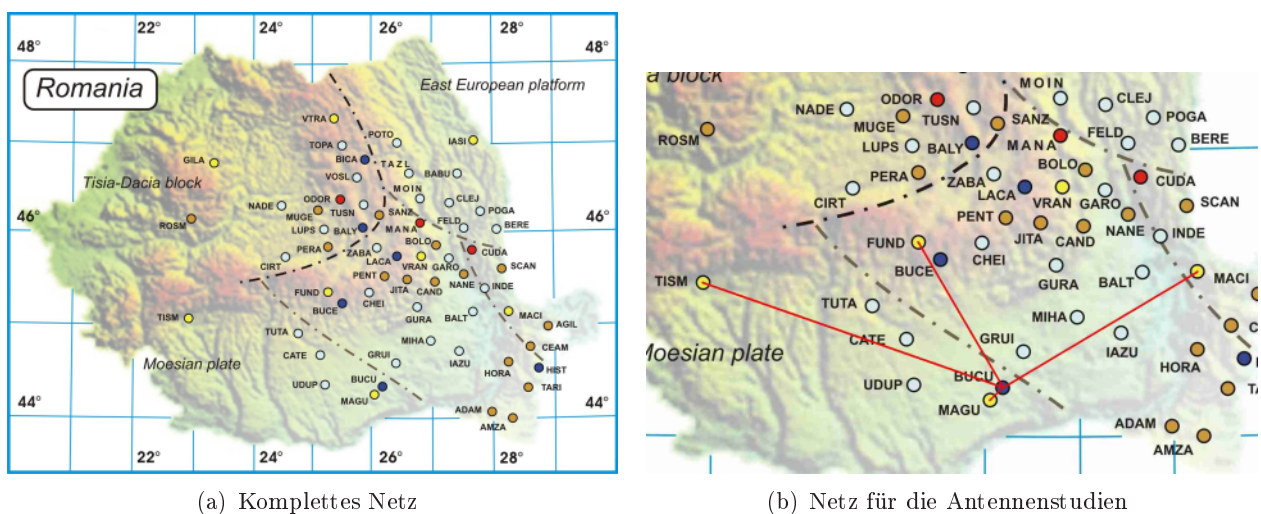 22° 24° 26° 28°
48° 48°
Romania
East European platform
VTRA
POTO
TOPA
IASI
BICA
TAZL
GILA
VOSL
BABU
Tisia-Dacia block
MOIN
ODOR
CLEJ
NADE
MUGE
TUSN
SANZ
POGA
46° 46°
ROSM
LUPS
BALY
MANA
FELD
BERE
PERA
ZABA
BOLO
CUDA
CIRT
LACA
VRAN
GARO
SCAN
PENT
JITA
CAND
NANE
INDE
FUND
CHEI
BUCE
GURA
BALT
MACI
TISM
AGIL
TUTA
MIHA
CEAM
Moesian plate
CATE
GRUI
IAZU
HORA
HIST
UDUP
BUCU
TARI
MAGU
44° 44°
ADAM
AMZA
22° 24° 26° 28°
(a) Komplettes Netz
a block
MOIN
ODOR
CLEJ
NADE
TUSN
SANZ
POGA
MUGE
FELD
ROSM
LUPS
BALY
MANA
BERE
BOLO
PERA
ZABA
CUDA
LACA
VRAN
GARO
SCAN
CIRT
PENT
JITA
CAND
NANE
INDE
FUND
CHEI
BUCE
TISM
GURA
BALT
MACI
TUTA
MIHA
C
CATE
GRUI
IAZU
Moesian plate
HORA
BUCU
UDUP
TA
MAGU
ADAM
AMZA
(b) Netz für die Antennenstudien